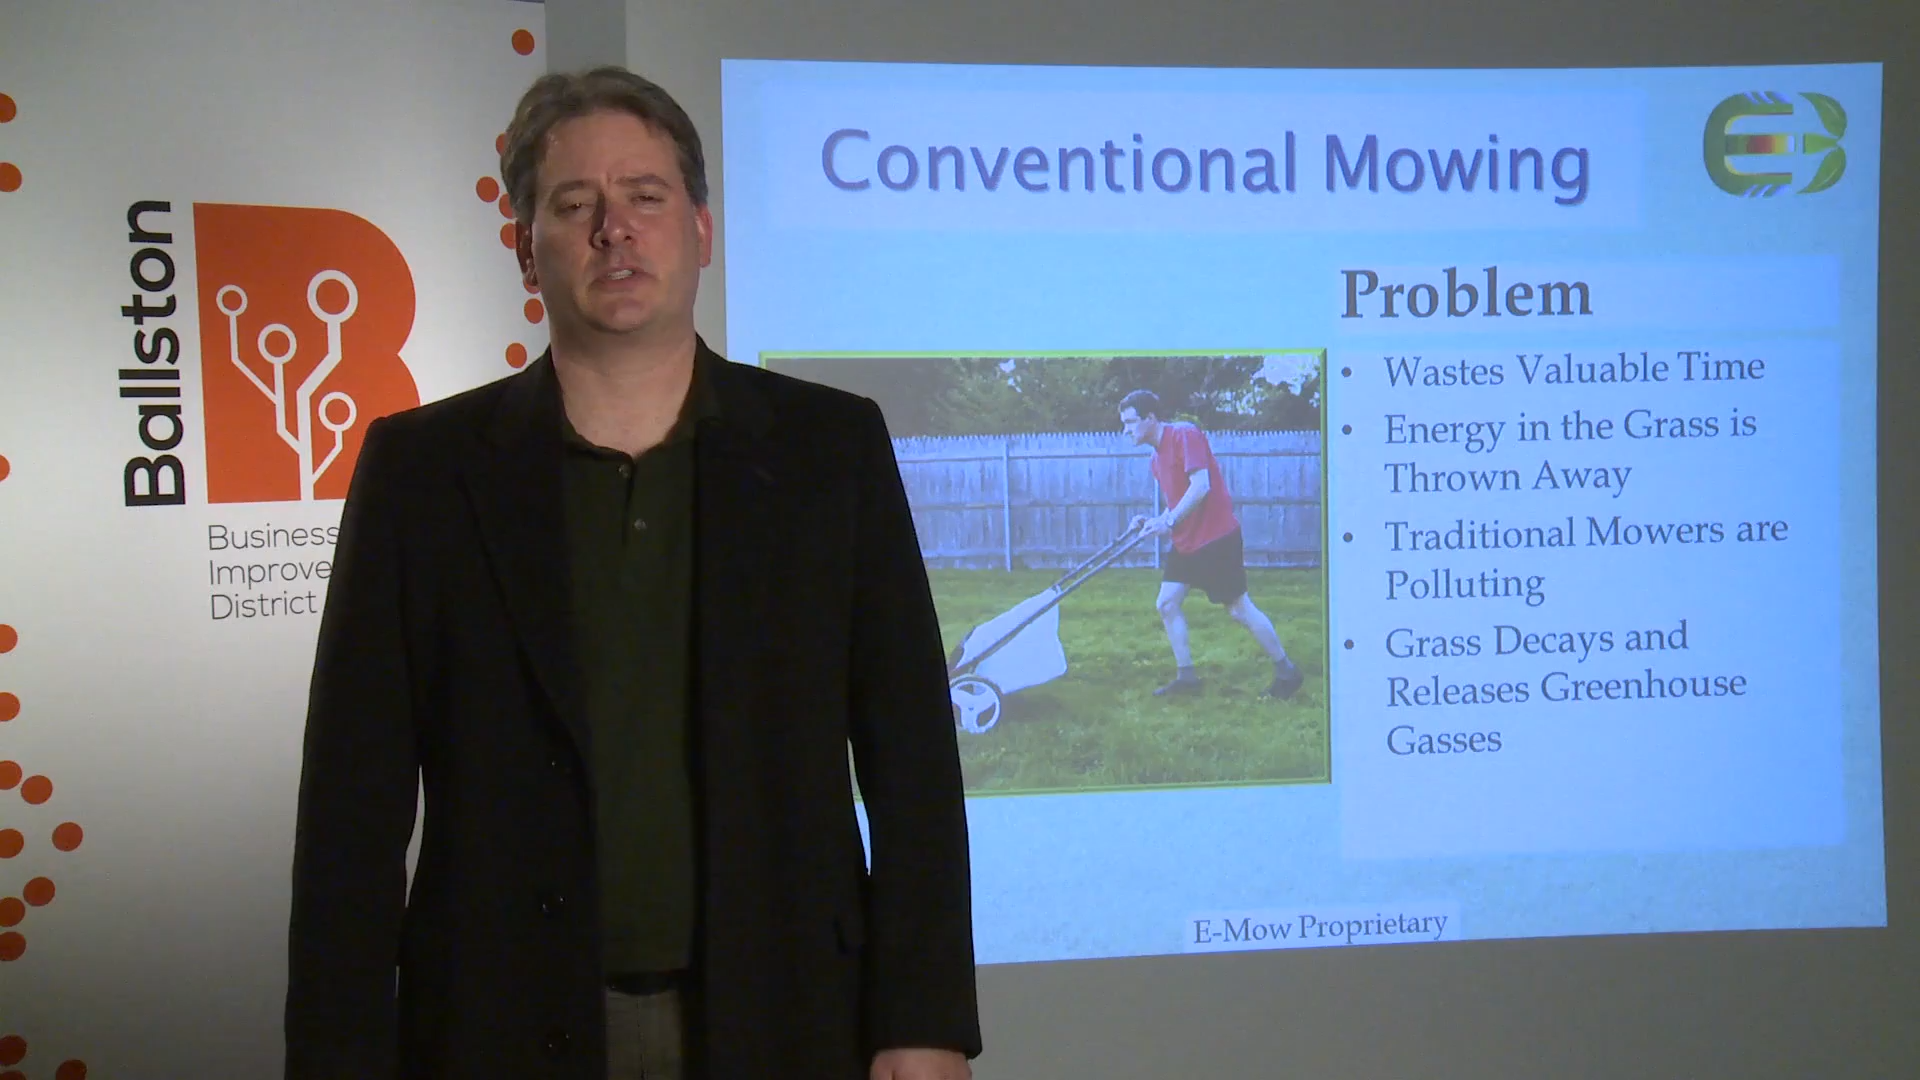 Ballston
Business
Improve
District
Conventional Mowing
Problem
• Wastes Valuable Time
• Energy in the Grass is
Thrown Away
• Traditional Mowers are
Polluting
• Grass Decays and
Releases Greenhouse
Gasses
E-Mow Proprietary